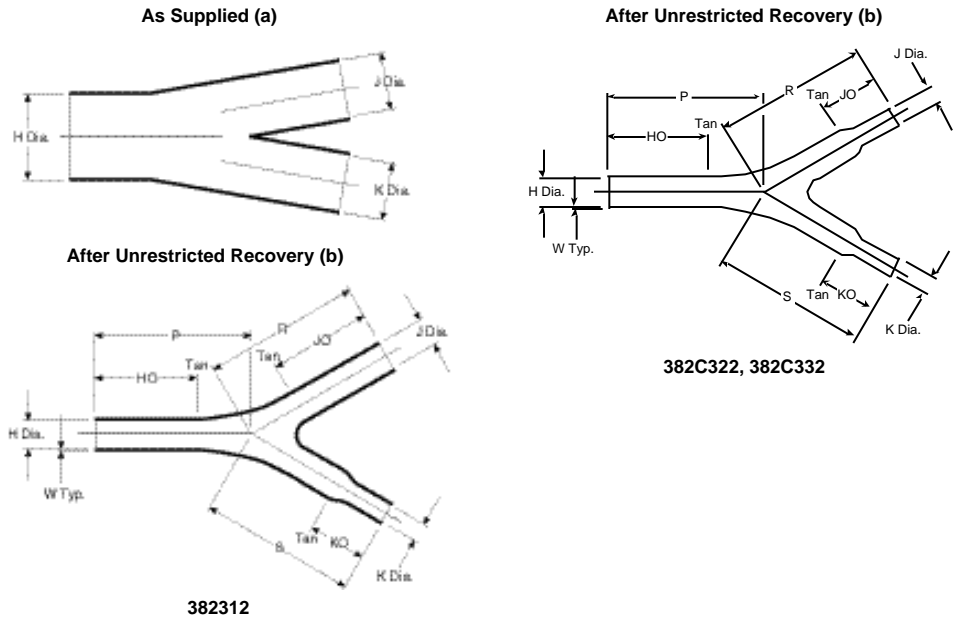 As Supplied (a)
J Dia.
H Dia.
K Dia.
After Unrestricted Recovery (b)
P
R
HO
Tan
Tan
JO
J Dia.
H Dia.
W Typ.
Tan
KO
S
K Dia.
382312
After Unrestricted Recovery (b)
J Dia.
R
P
Tan
JO
HO
Tan
H Dia.
W Typ.
S
Tan
KO
K Dia.
382C322, 382C332